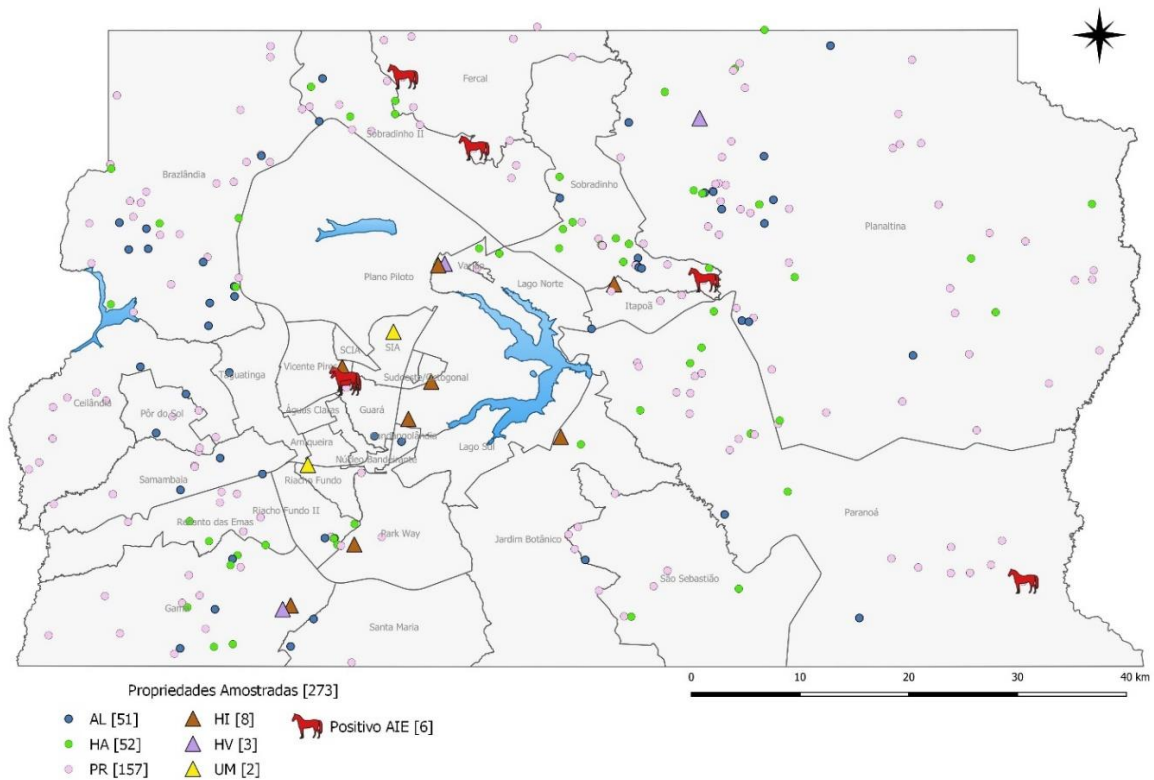 Fercal
Sobradinho II
Brazlândia
Sobradinho
Planaltina
Plano Piloto
Varjão
Lago Norte
Itapoã
SCIA
SIA
Vicente Pires
Sudoeste/Octogonal
Taguatinga
Ceilândia
Pôr do Sol
Águas Claras
Guará
Arniqueira
Candangolândia
Lago Sul
Núcleo Bandeirante
Samambaia
Riacho Fundo
Riacho Fundo II
Recanto das Emas
Park Way
Jardim Botânico
Paranoá
São Sebastião
Gama
Santa Maria
Propriedades Amostradas [273]
0 10 20 30 40 km
AL [51] HI [8] Positivo AIE [6]
HA [52] HV [3]
PR [157] UM [2]